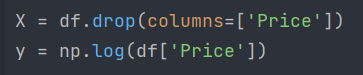 X = df.drop(columns=['Price'])
y = np.log(df['Price'])